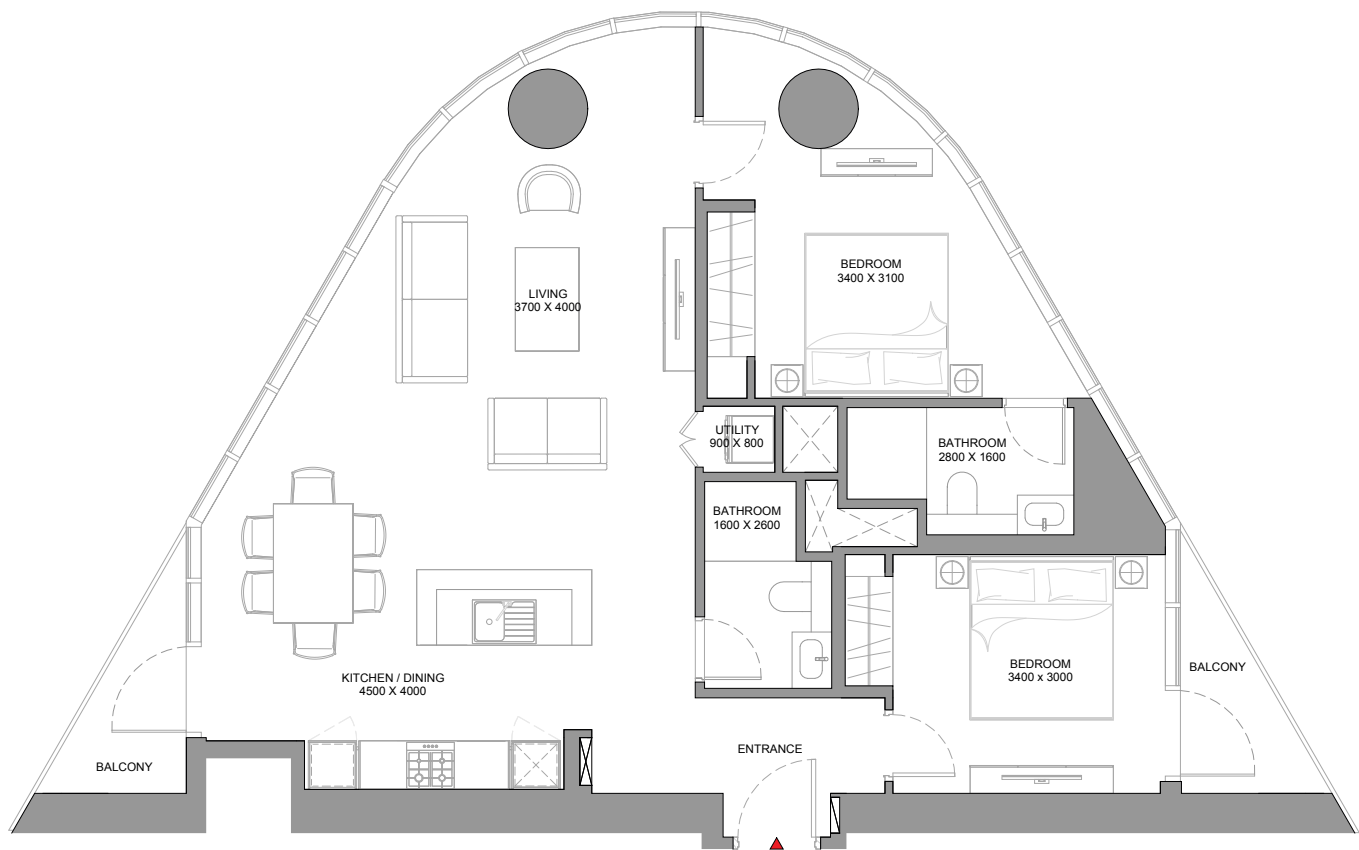 BEDROOM
3400 X 3100
LIVING
3700 X 4000
UTILITY
900 X 800
BATHROOM
2800 X 1600
BATHROOM
1600 X 2600
BEDROOM
3400 x 3000
BALCONY
KITCHEN / DINING
4500 X 4000
ENTRANCE
BALCONY